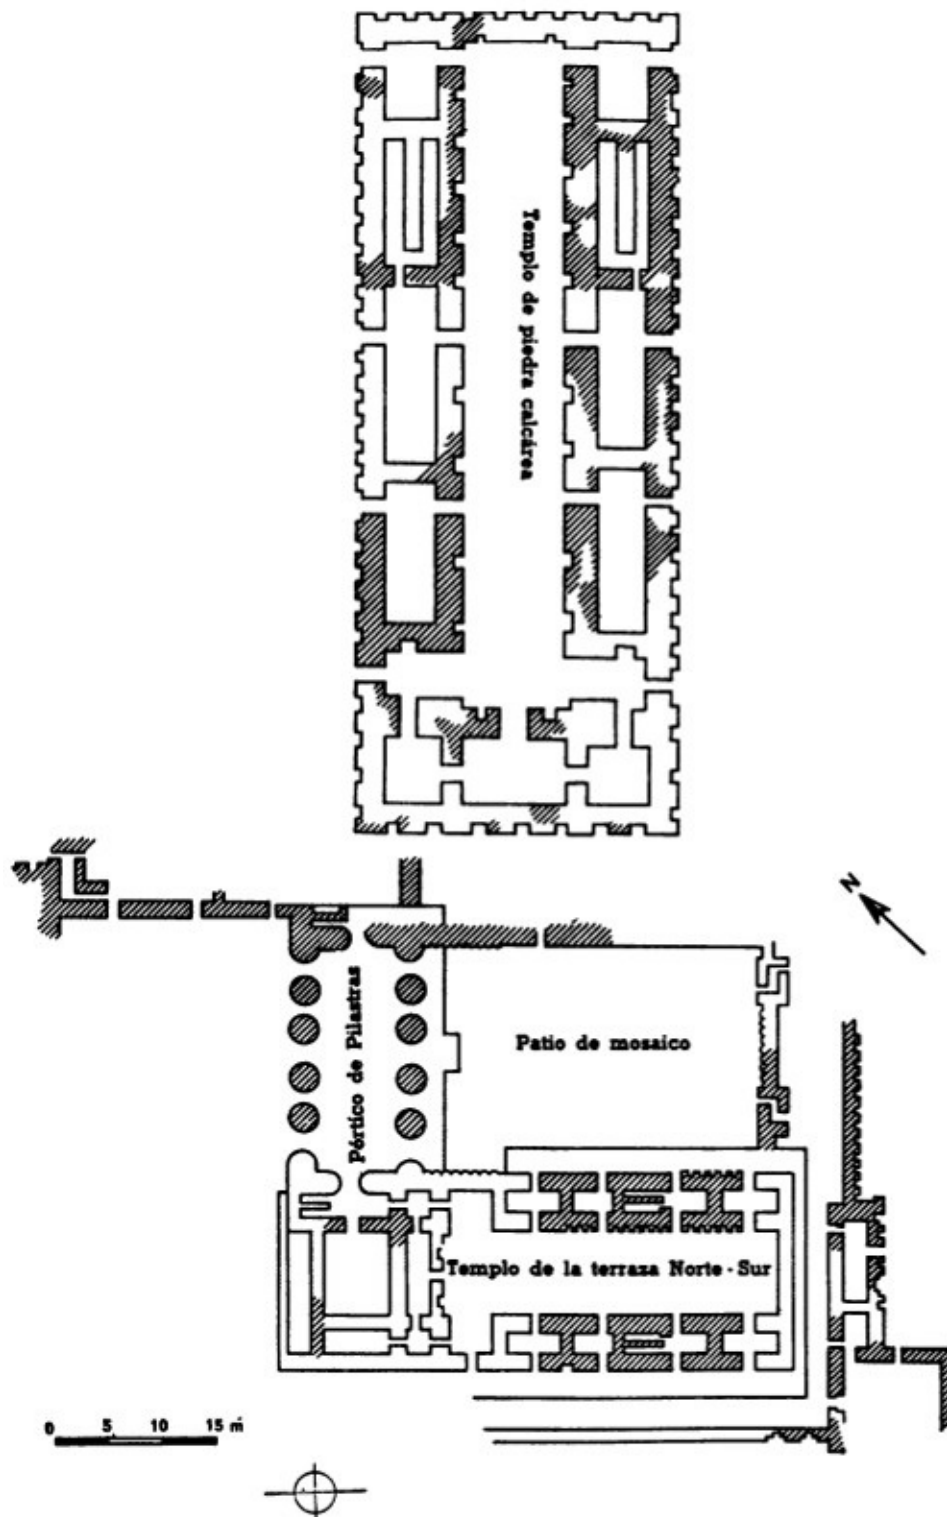 Templo de piedra calcárea
N
Pórtico de Pilastras
Patio de mosaico
Templo de la terraza Norte-Sur
0 5 10 15 m